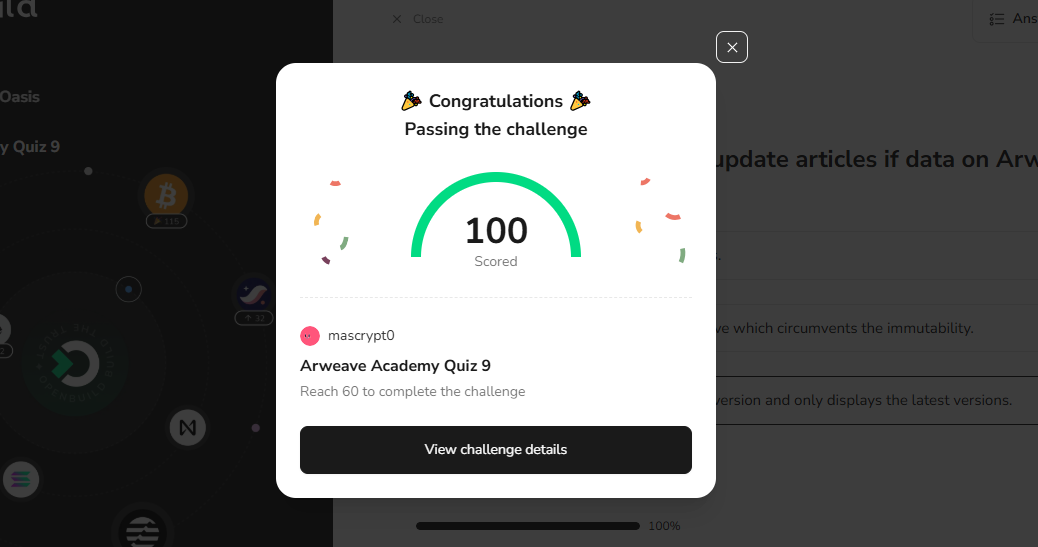 Close
Ans
Oasis
y Quiz 9
115
32
Congratulations
Passing the challenge
100
Scored
mascrypt0
Arweave Academy Quiz 9
Reach 60 to complete the challenge
View challenge details
update articles if data on Arw
ve which circumvents the immutability.
version and only displays the latest versions.
100%